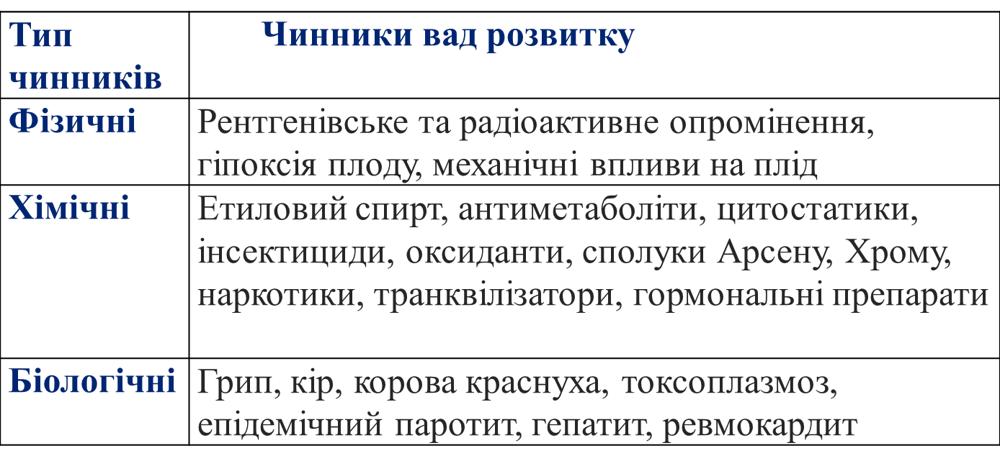 Тип
чинників
Чинники вад розвитку
Фізичні
Рентгенівське та радіоактивне опромінення,
гіпоксія плоду, механічні впливи на плід
Хімічні
Етиловий спирт, антиметаболіти, цитостатики,
інсектициди, оксиданти, сполуки Арсену, Хрому,
наркотики, транквілізатори, гормональні препарати
Біологічні
Грип, кір, корова краснуха, токсоплазмоз,
епідемічний паротит, гепатит, ревмокардит